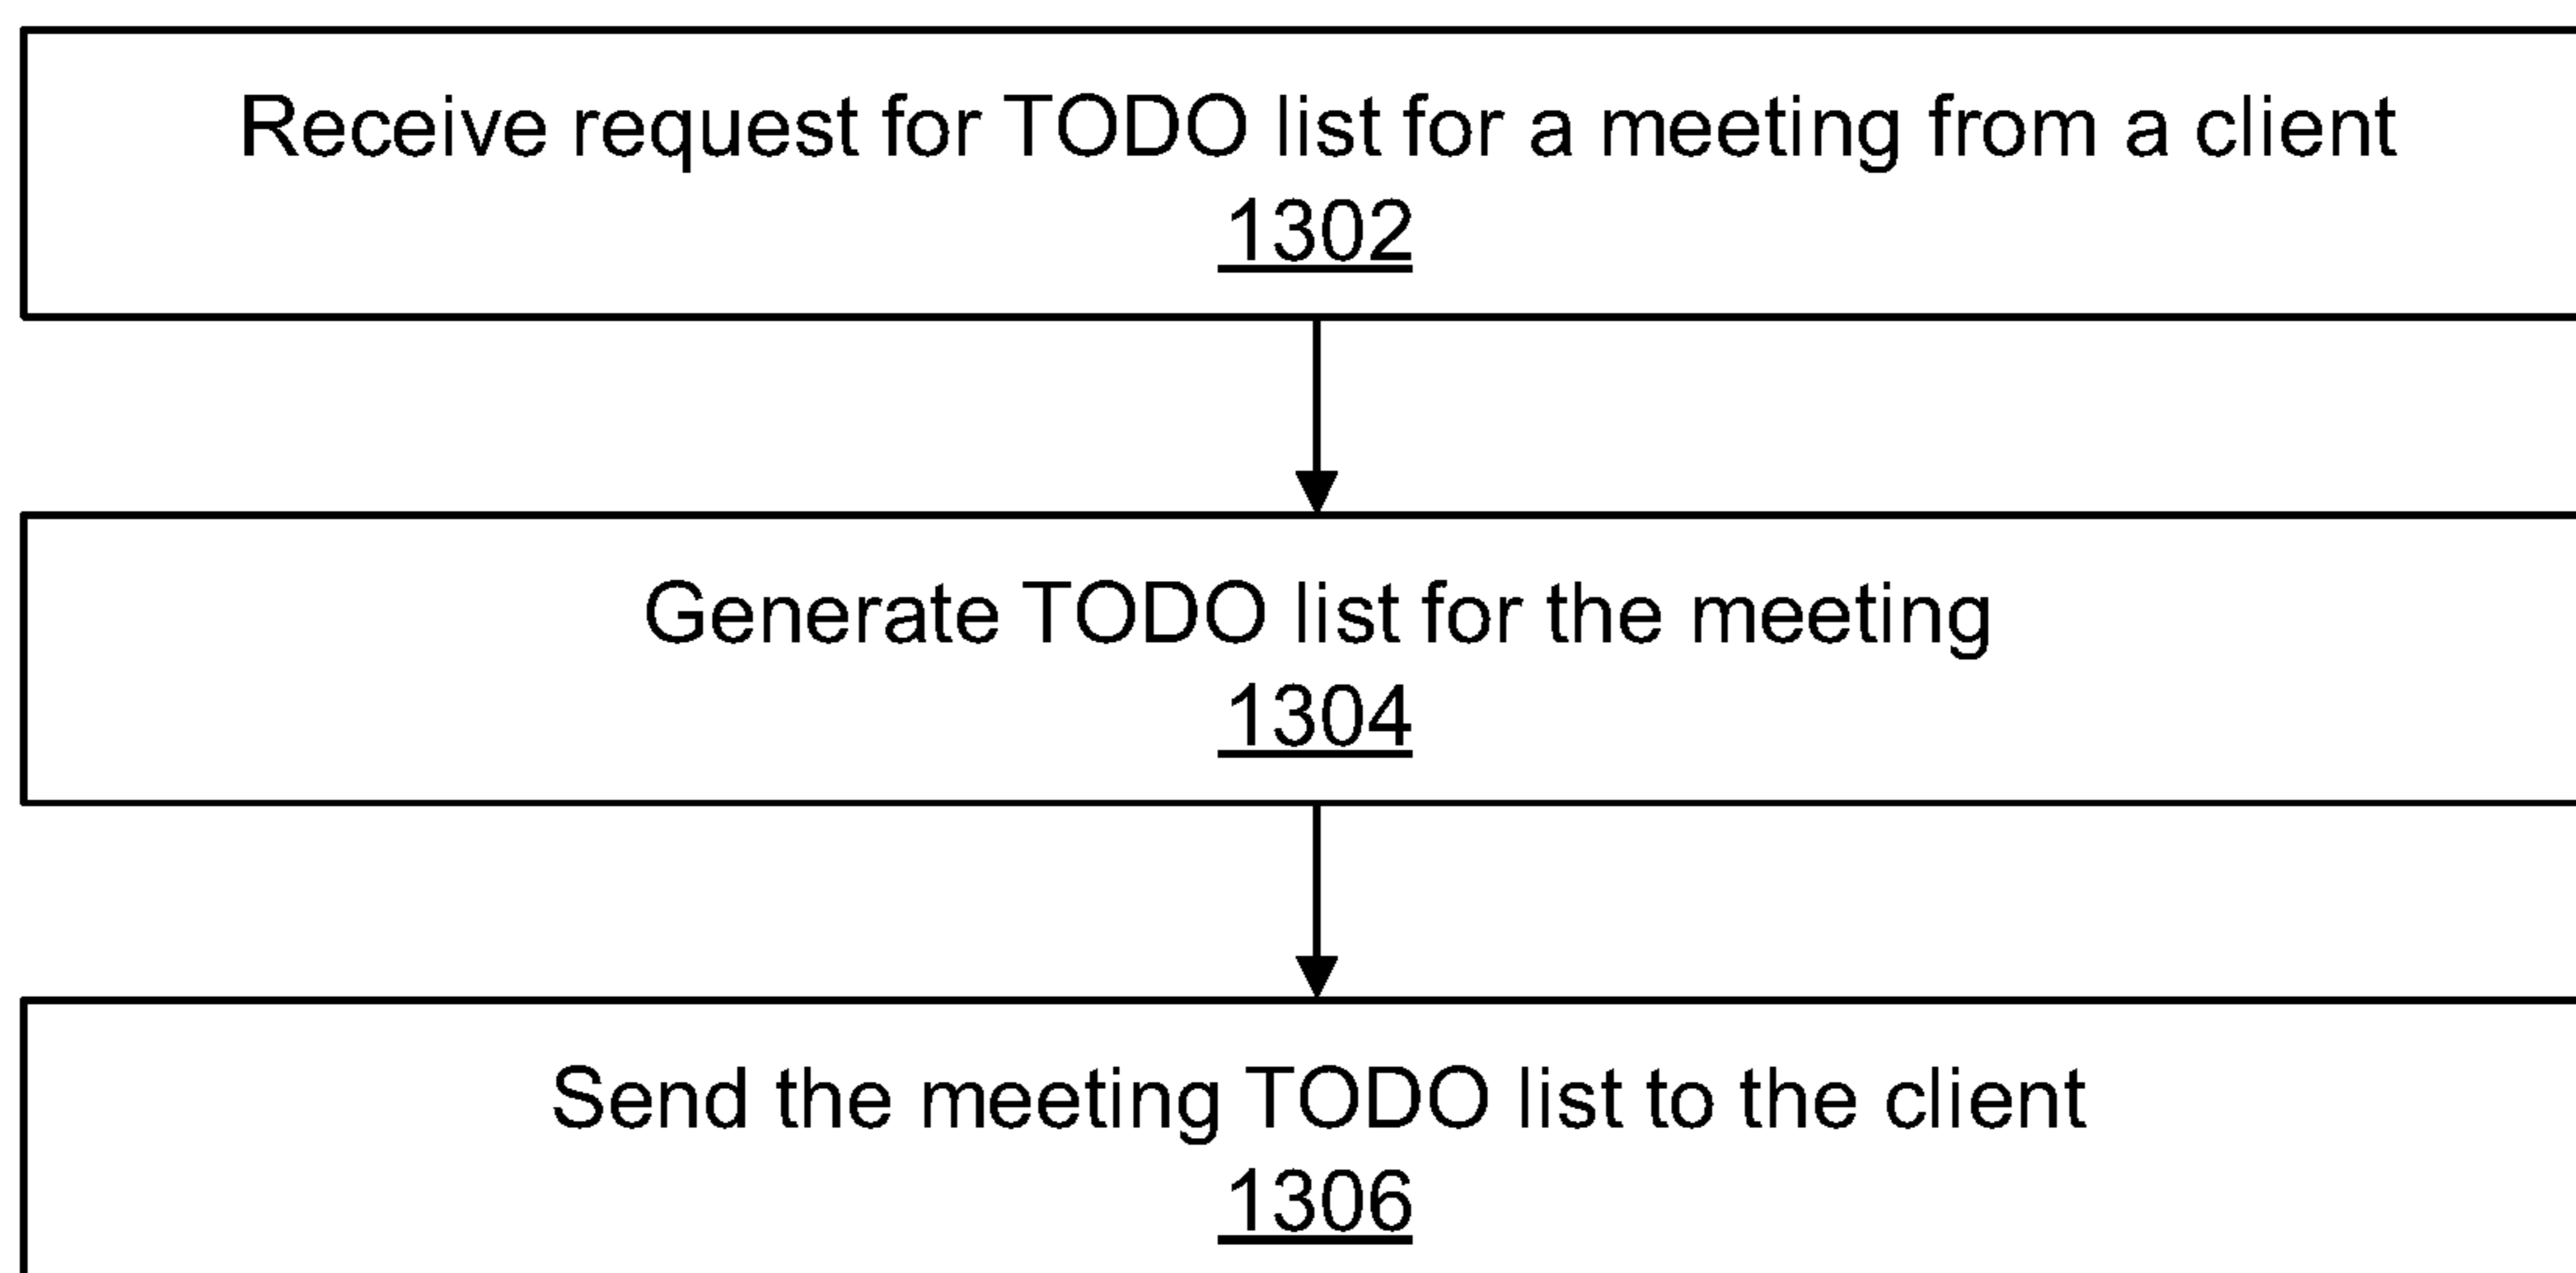 Receive request for TODO list for a meeting from a client
1302
Generate TODO list for the meeting
1304
Send the meeting TODO list to the client
1306